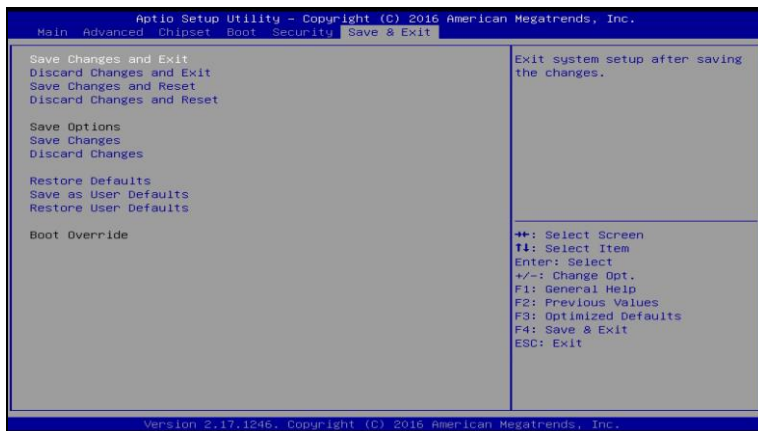 Aptio Setup Utility – Copyright (C) 2016 American Megatrends, Inc.
Main Advanced Chipset Boot Security Save & Exit
Save Changes and Exit
Discard Changes and Exit
Save Changes and Reset
Discard Changes and Reset
Save Options
Save Changes
Discard Changes
Restore Defaults
Save as User Defaults
Restore User Defaults
Boot Override
Exit system setup after saving
the changes.
→←: Select Screen
↑↓: Select Item
Enter: Select
+/-: Change Opt.
F1: General Help
F2: Previous Values
F3: Optimized Defaults
F4: Save & Exit
ESC: Exit
Version 2.17.1246. Copyright (C) 2016 American Megatrends, Inc.